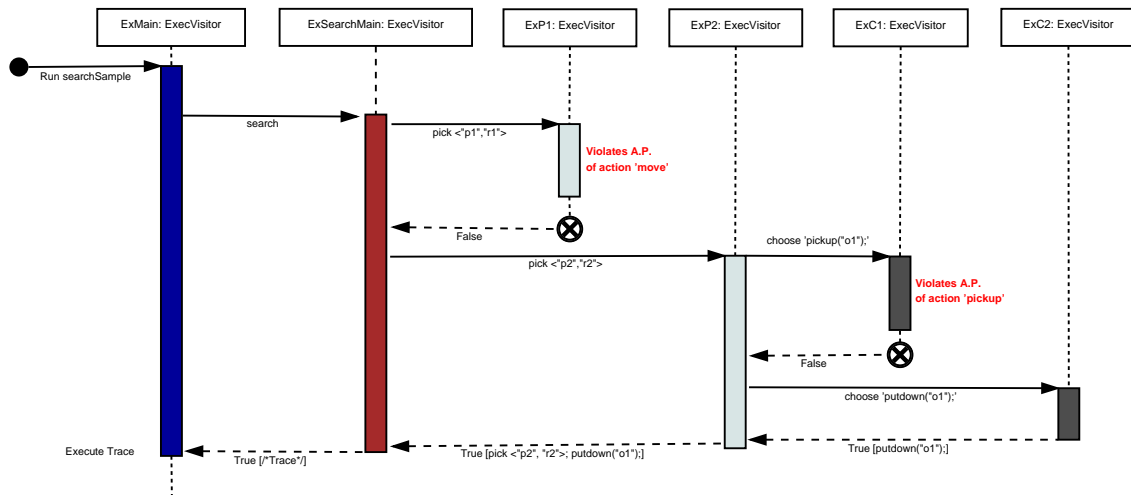 ExMain: ExecVisitor
ExSearchMain: ExecVisitor
ExP1: ExecVisitor
ExP2: ExecVisitor
ExC1: ExecVisitor
ExC2: ExecVisitor
Run searchSample
search
pick <"p1","r1">
Violates A.P.
of action 'move'
False
choose 'pickup("o1");'
pick <"p2","r2">
Violates A.P.
of action 'pickup'
False
choose 'putdown("o1");'
Execute Trace
True [/*Trace*/]
True [pick <"p2", "r2">; putdown("o1");]
True [putdown("o1");]